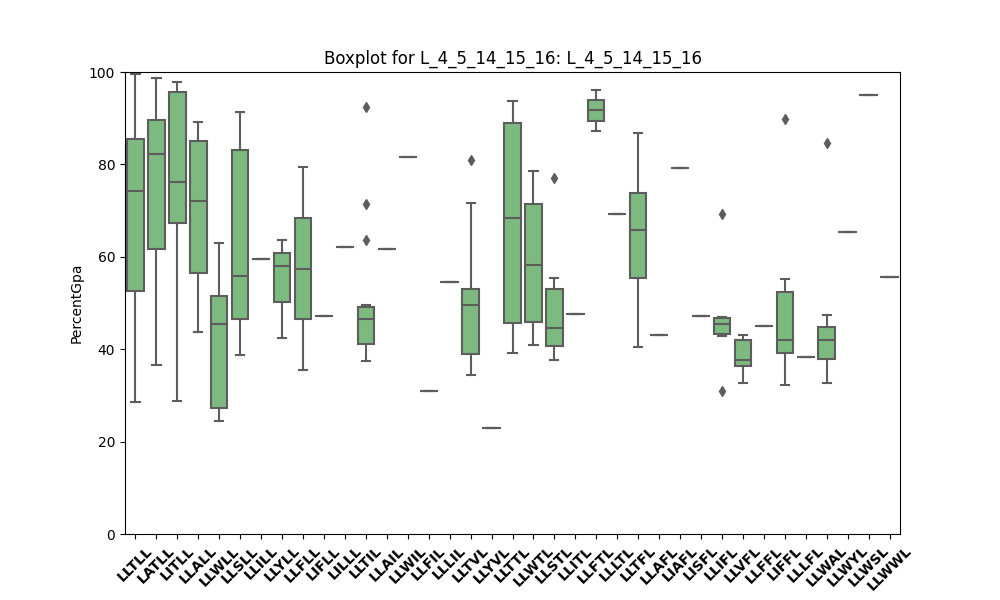 Boxplot for L_4_5_14_15_16: L_4_5_14_15_16
100
80
60
40
20
0
PercentGpa
LLTLL
LATLL
LITLL
LLALL
LLWLL
LLSLL
LLILL
LLYLL
LLFLL
LIFLL
LILLL
LLTIL
LLAIL
LLWIL
LLFIL
LLLIL
LLTVL
LLYVL
LLTTL
LLWTL
LLSTL
LLITL
LLFTL
LLLTL
LLTFL
LLAFL
LIAFL
LISFL
LLIFL
LLVFL
LLFFL
LIFFL
LLLFL
LLWAL
LLWYL
LLWSL
LLWWL